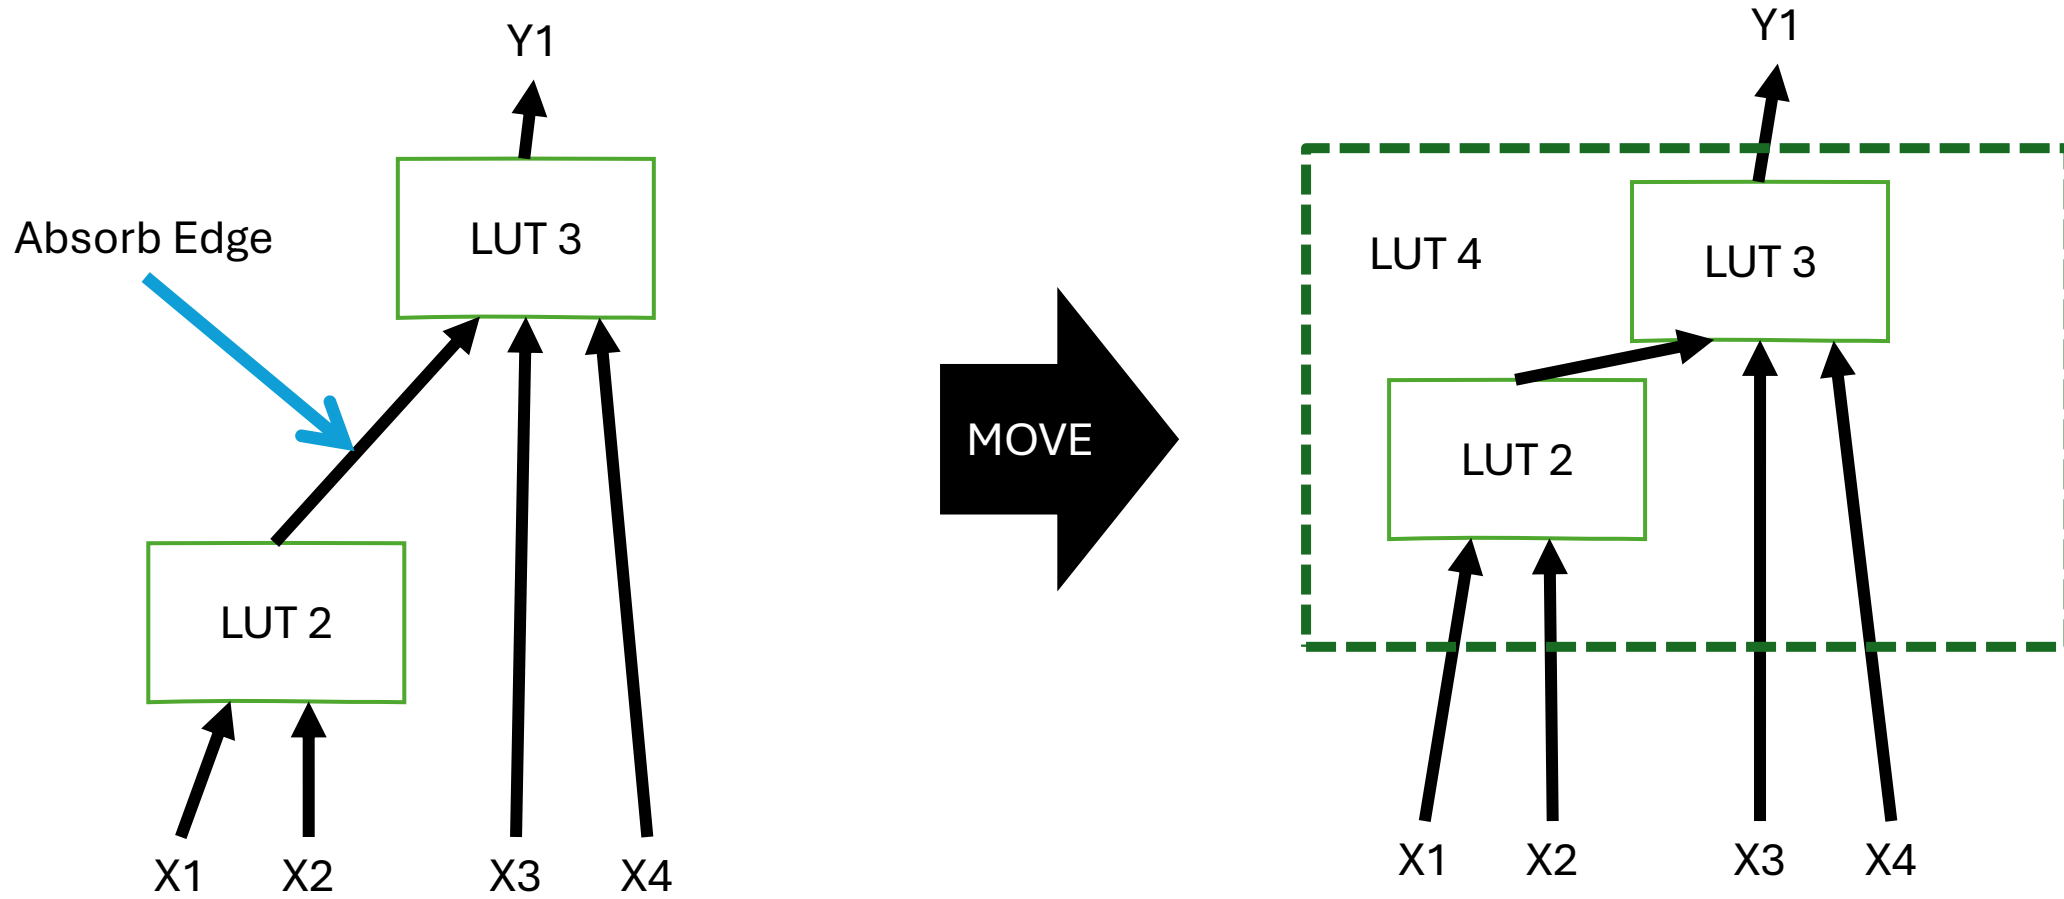 Y1
Absorb Edge
LUT 3
LUT 2
X1
X2
X3
X4
MOVE
Y1
LUT 4
LUT 3
LUT 2
X1
X2
X3
X4